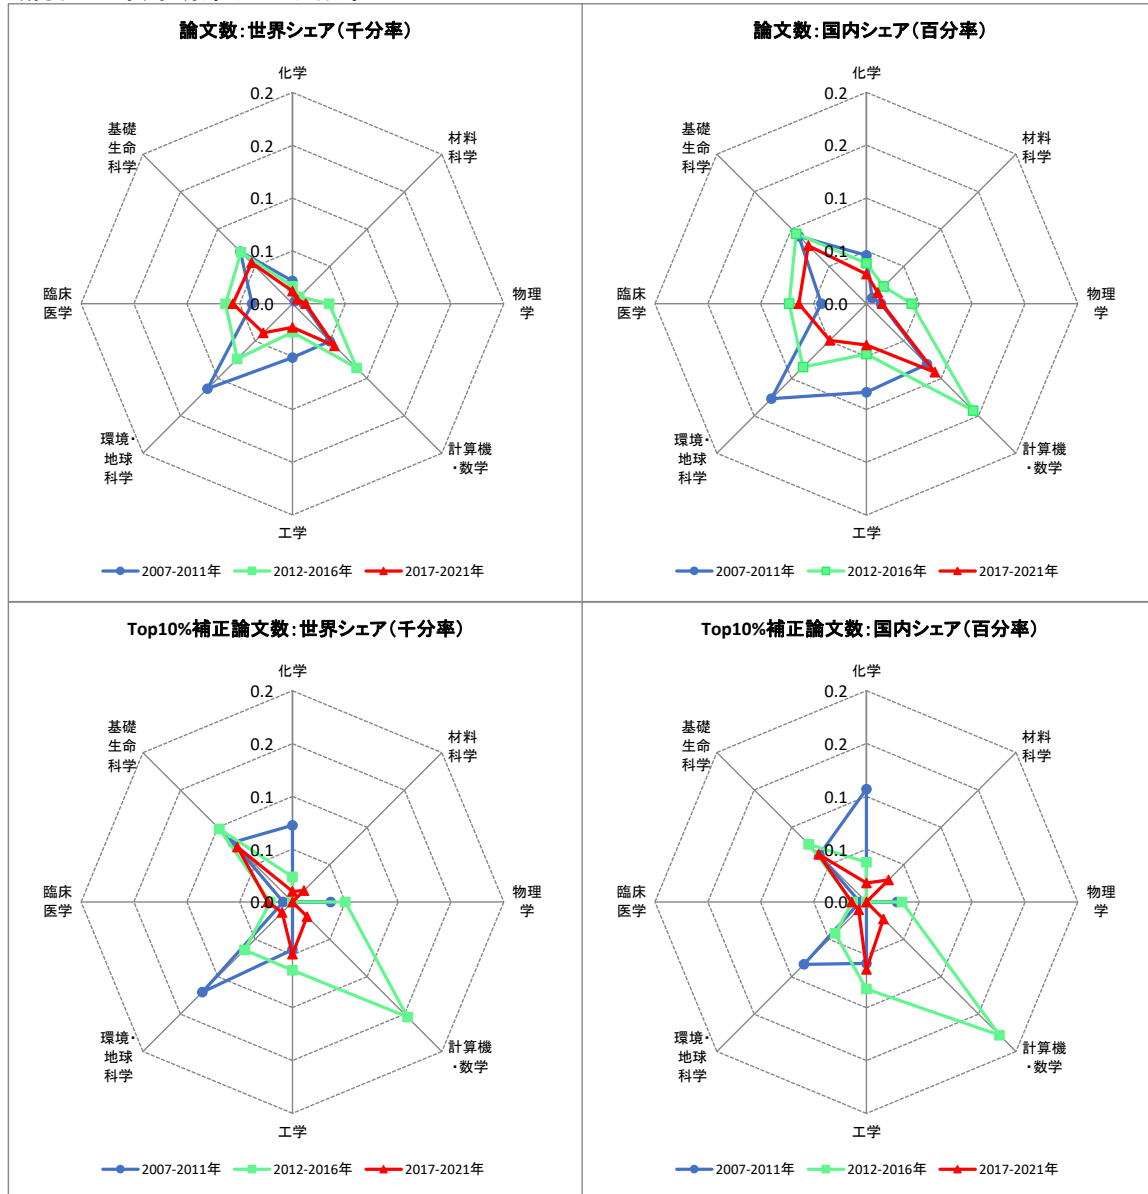 論文数：世界シェア（千分率）
化学
0.2
0.2
0.1
0.1
0.0
材料
科学
物理
学
計算機
・数学
工学
環境・
地球
科学
臨床
医学
基礎
生命
科学
2007-2011年
2012-2016年
2017-2021年
論文数：国内シェア（百分率）
化学
0.2
0.2
0.1
0.1
0.0
材料
科学
物理
学
計算機
・数学
工学
環境・
地球
科学
臨床
医学
基礎
生命
科学
2007-2011年
2012-2016年
2017-2021年
Top10%補正論文数：世界シェア（千分率）
化学
0.2
0.2
0.1
0.1
0.0
材料
科学
物理
学
計算機
・数学
工学
環境・
地球
科学
臨床
医学
基礎
生命
科学
2007-2011年
2012-2016年
2017-2021年
Top10%補正論文数：国内シェア（百分率）
化学
0.2
0.2
0.1
0.1
0.0
材料
科学
物理
学
計算機
・数学
工学
環境・
地球
科学
臨床
医学
基礎
生命
科学
2007-2011年
2012-2016年
2017-2021年